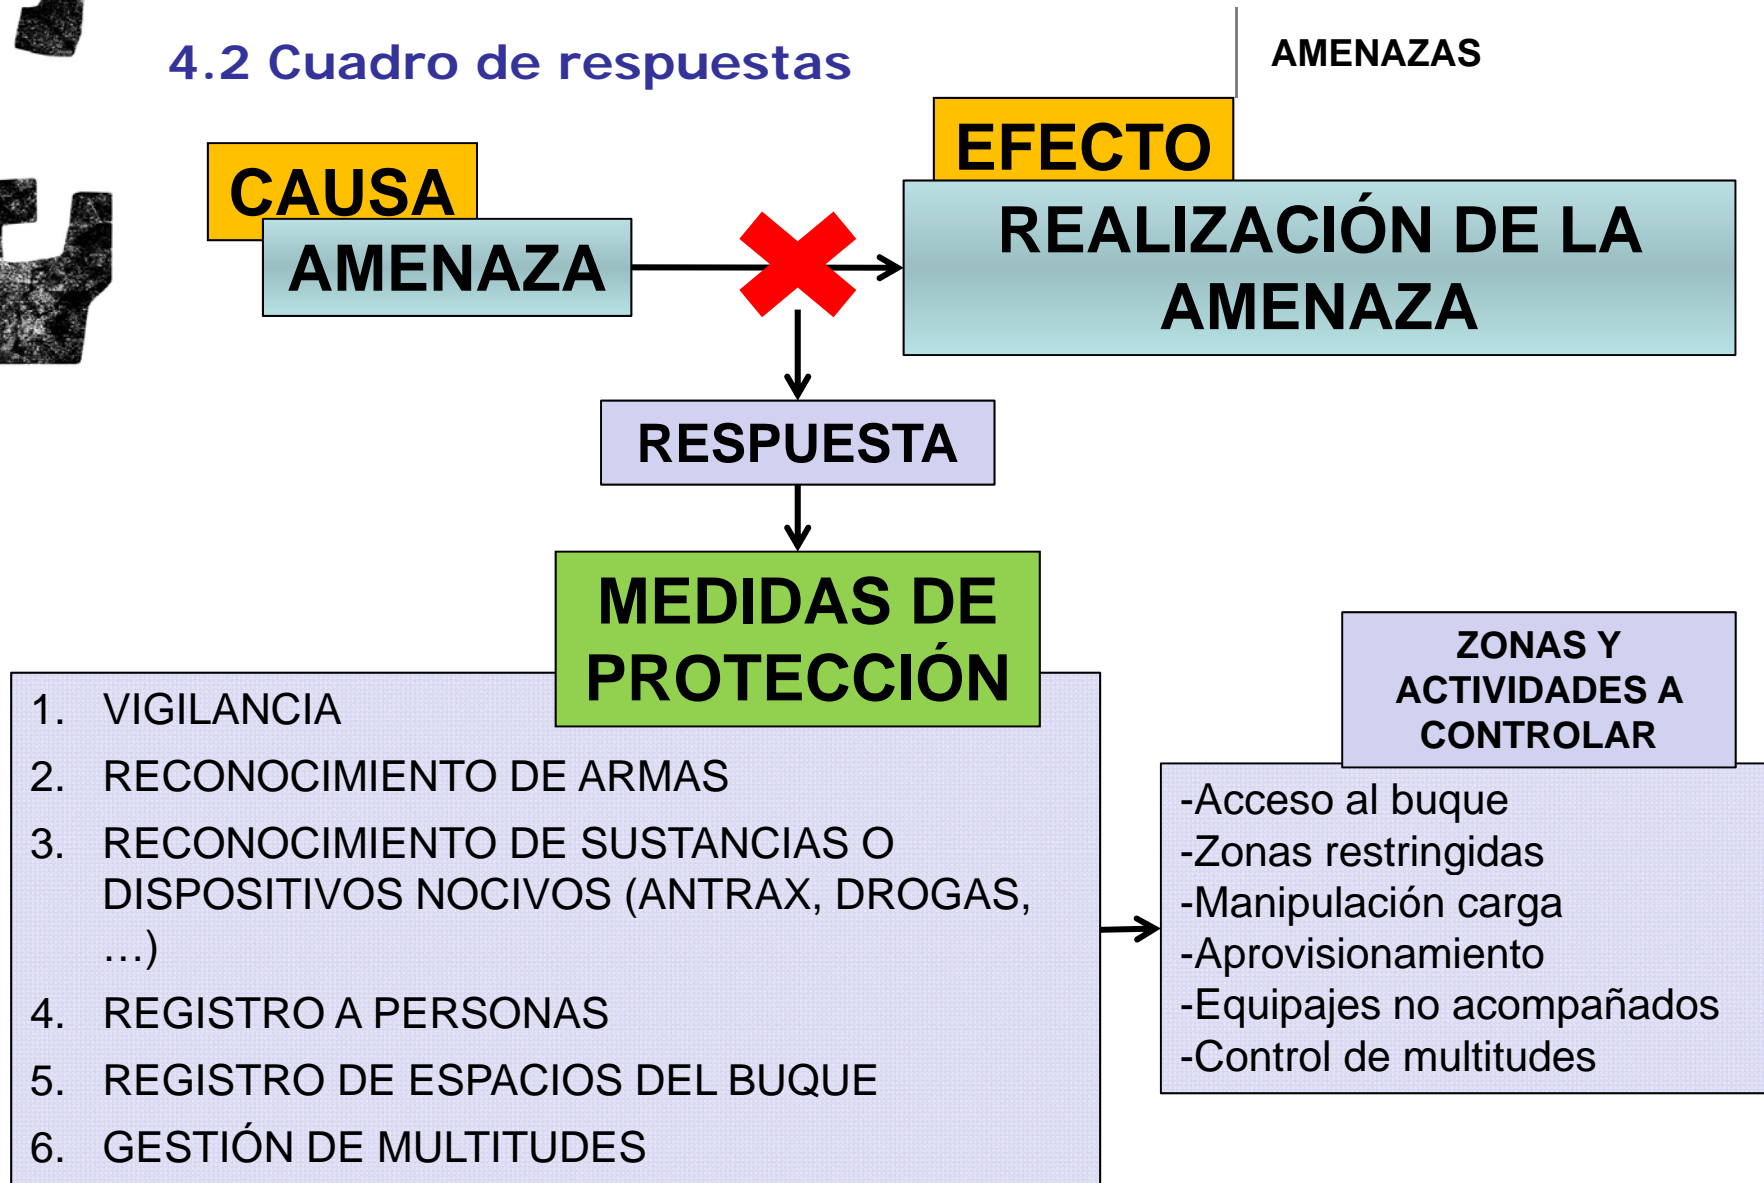 4.2 Cuadro de respuestas
AMENAZAS
CAUSA
AMENAZA
EFECTO
REALIZACIÓN DE LA
AMENAZA
RESPUESTA
MEDIDAS DE
PROTECCIÓN
1. VIGILANCIA
2. RECONOCIMIENTO DE ARMAS
3. RECONOCIMIENTO DE SUSTANCIAS O
DISPOSITIVOS NOCIVOS (ANTRAX, DROGAS,
…)
4. REGISTRO A PERSONAS
5. REGISTRO DE ESPACIOS DEL BUQUE
6. GESTIÓN DE MULTITUDES
ZONAS Y
ACTIVIDADES A
CONTROLAR
-Acceso al buque
-Zonas restringidas
-Manipulación carga
-Aprovisionamiento
-Equipajes no acompañados
-Control de multitudes